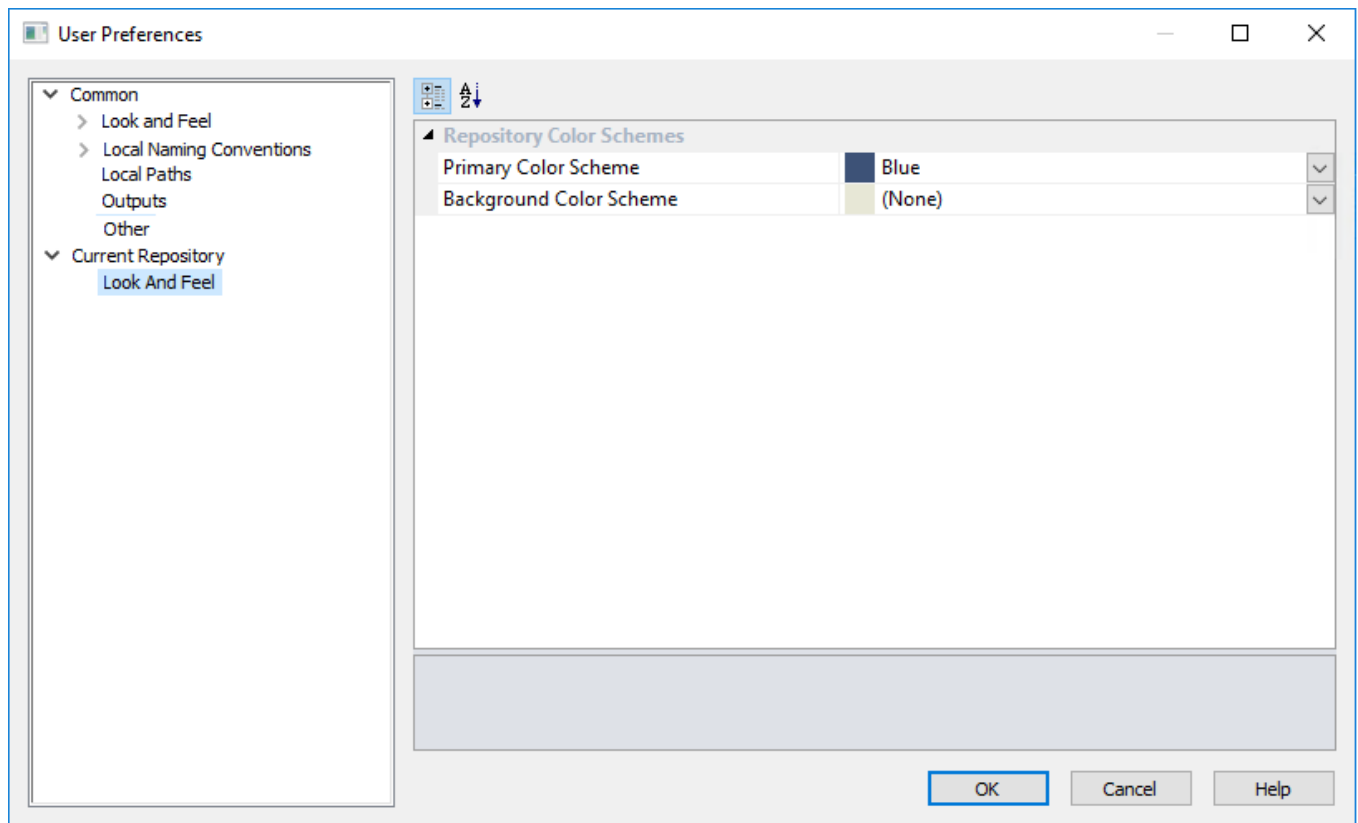 User Preferences
Common
Look and Feel
Local Naming Conventions
Local Paths
Outputs
Other
Current Repository
Look And Feel
Repository Color Schemes
Primary Color Scheme Blue
Background Color Scheme (None)
OK Cancel Help